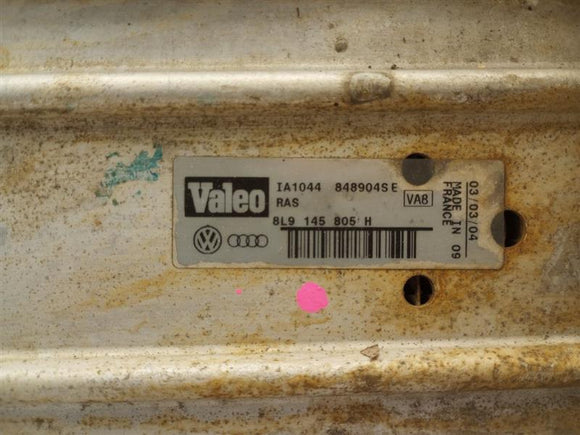 Valeo
IA1044 848904S E
RAS
VA8
8L9 145 805 H
03/03/04
MADE IN 09
FRANCE